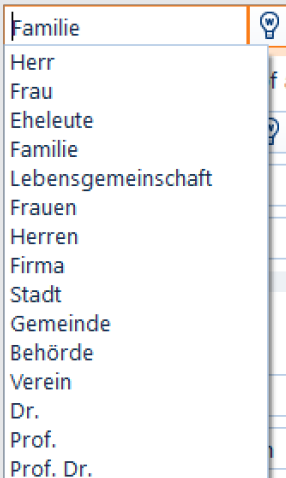 Familie
Herr
Frau
Eheleute
Familie
Lebensgemeinschaft
Frauen
Herren
Firma
Stadt
Gemeinde
Behörde
Verein
Dr.
Prof.
Prof. Dr.